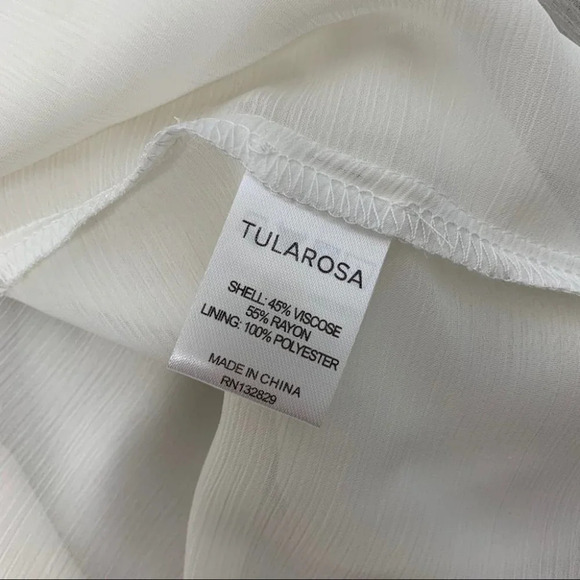 TULAROSA
SHELL: 45% VISCOSE
55% RAYON
LINING: 100% POLYESTER
MADE IN CHINA
RN132829